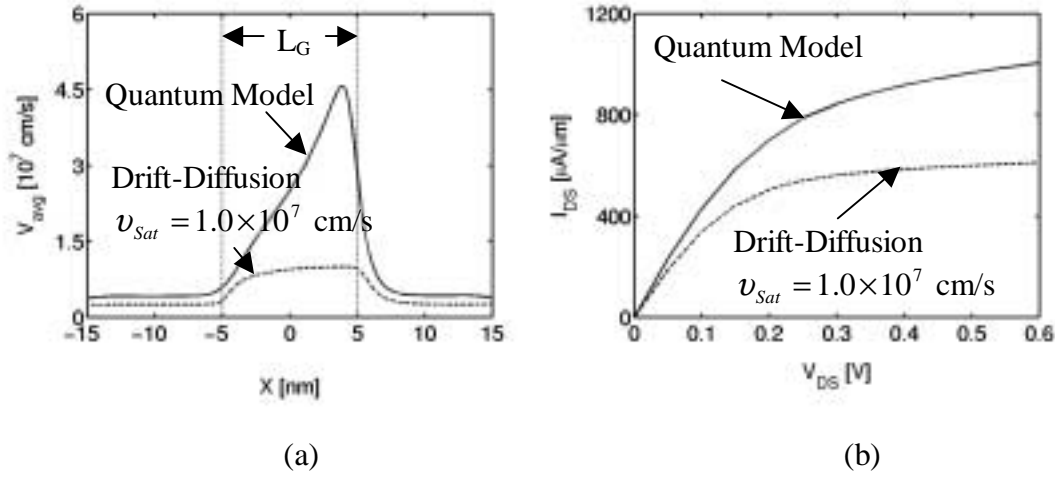 6
4.5
3
1.5
0
V_avg [10^7 cm/s]
L_G
Quantum Model
Drift-Diffusion
υ_Sat = 1.0×10^7 cm/s
−15 −10 −5 0 5 10 15
X [nm]
(a)
1200
800
400
0
I_DS [μA/μm]
Quantum Model
Drift-Diffusion
υ_Sat = 1.0×10^7 cm/s
0 0.1 0.2 0.3 0.4 0.5 0.6
V_DS [V]
(b)